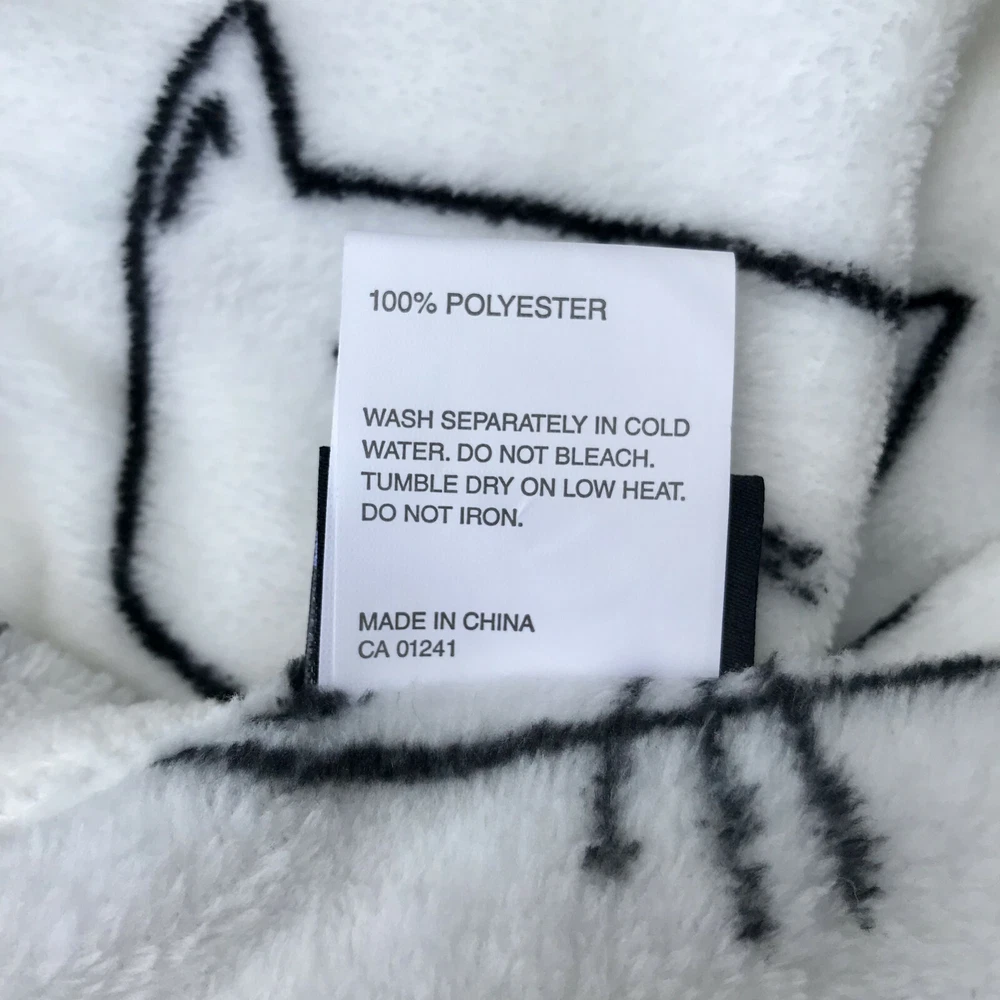 100% POLYESTER
WASH SEPARATELY IN COLD
WATER. DO NOT BLEACH.
TUMBLE DRY ON LOW HEAT.
DO NOT IRON.
MADE IN CHINA
CA 01241